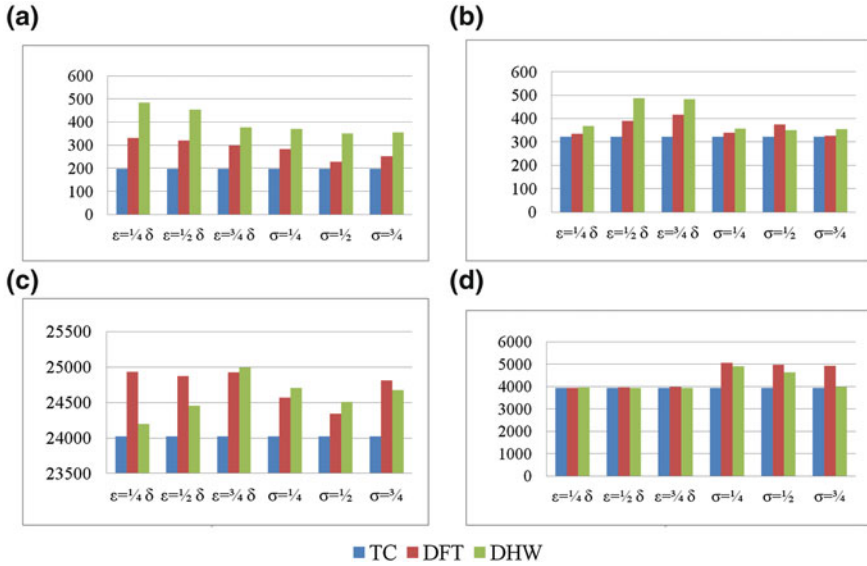 (a)
600
500
400
300
200
100
0
ε=¼ δ ε=½ δ ε=¾ δ σ=¼ σ=½ σ=¾
(b)
600
500
400
300
200
100
0
ε=¼ δ ε=½ δ ε=¾ δ σ=¼ σ=½ σ=¾
(c)
25500
25000
24500
24000
23500
ε=¼ δ ε=½ δ ε=¾ δ σ=¼ σ=½ σ=¾
(d)
6000
5000
4000
3000
2000
1000
0
ε=¼ δ ε=½ δ ε=¾ δ σ=¼ σ=½ σ=¾
TC DFT DHW